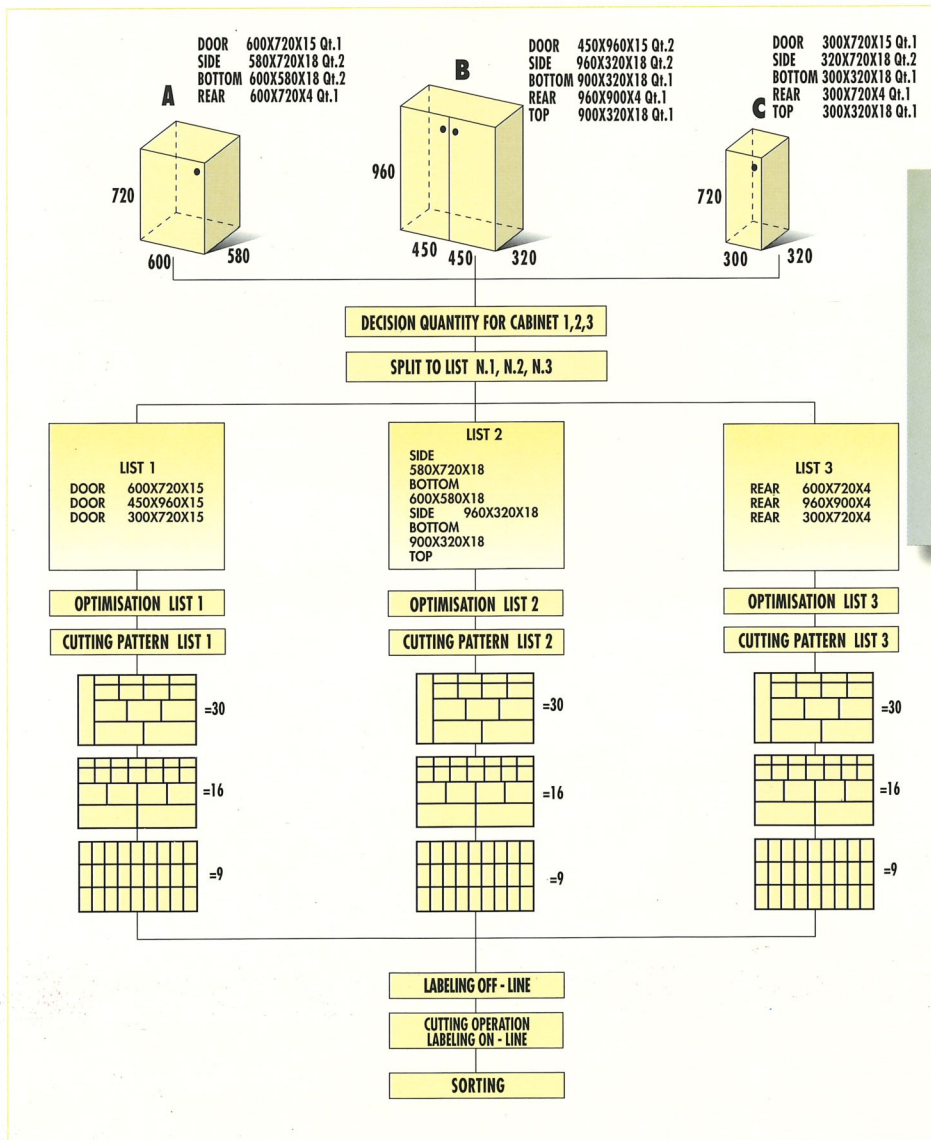 A
DOOR 600X720X15 Qt.1
SIDE 580X720X18 Qt.2
BOTTOM 600X580X18 Qt.2
REAR 600X720X4 Qt.1
720
600
580
B
DOOR 450X960X15 Qt.2
SIDE 960X320X18 Qt.2
BOTTOM 900X320X18 Qt.1
REAR 960X900X4 Qt.1
TOP 900X320X18 Qt.1
960
450
450
320
C
DOOR 300X720X15 Qt.1
SIDE 320X720X18 Qt.2
BOTTOM 300X320X18 Qt.1
REAR 300X720X4 Qt.1
TOP 300X320X18 Qt.1
720
300
320
DECISION QUANTITY FOR CABINET 1,2,3
SPLIT TO LIST N.1, N.2, N.3
LIST 1
DOOR 600X720X15
DOOR 450X960X15
DOOR 300X720X15
LIST 2
SIDE
580X720X18
BOTTOM
600X580X18
SIDE 960X320X18
BOTTOM
900X320X18
TOP
LIST 3
REAR 600X720X4
REAR 960X900X4
REAR 300X720X4
OPTIMISATION LIST 1
OPTIMISATION LIST 2
OPTIMISATION LIST 3
CUTTING PATTERN LIST 1
CUTTING PATTERN LIST 2
CUTTING PATTERN LIST 3
=30
=30
=30
=16
=16
=16
=9
=9
=9
LABELING OFF - LINE
CUTTING OPERATION
LABELING ON - LINE
SORTING